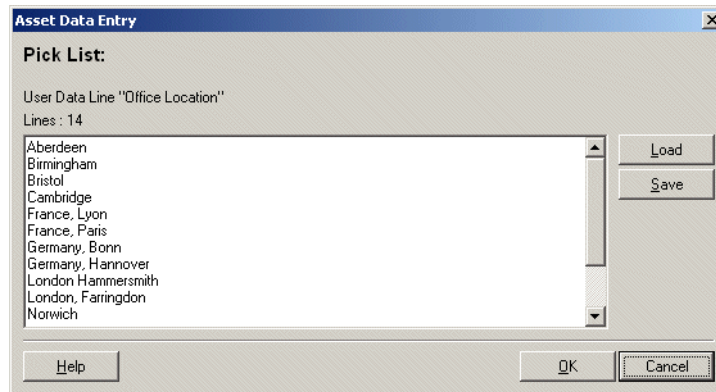 Asset Data Entry
Pick List:
User Data Line "Office Location"
Lines : 14
Aberdeen
Birmingham
Bristol
Cambridge
France, Lyon
France, Paris
Germany, Bonn
Germany, Hannover
London Hammersmith
London, Farringdon
Norwich
Load
Save
Help
OK
Cancel